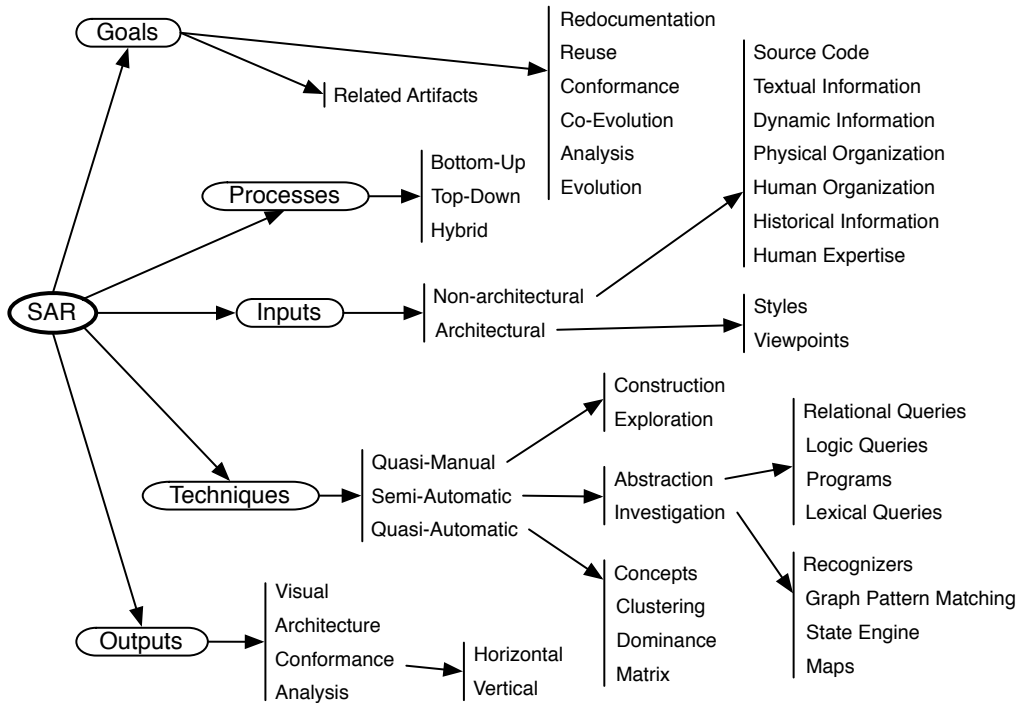 SAR
Goals
Related Artifacts
Redocumentation
Reuse
Conformance
Co-Evolution
Analysis
Evolution
Processes
Bottom-Up
Top-Down
Hybrid
Inputs
Non-architectural
Architectural
Source Code
Textual Information
Dynamic Information
Physical Organization
Human Organization
Historical Information
Human Expertise
Styles
Viewpoints
Techniques
Quasi-Manual
Semi-Automatic
Quasi-Automatic
Construction
Exploration
Abstraction
Investigation
Relational Queries
Logic Queries
Programs
Lexical Queries
Recognizers
Graph Pattern Matching
State Engine
Maps
Concepts
Clustering
Dominance
Matrix
Outputs
Visual
Architecture
Conformance
Analysis
Horizontal
Vertical